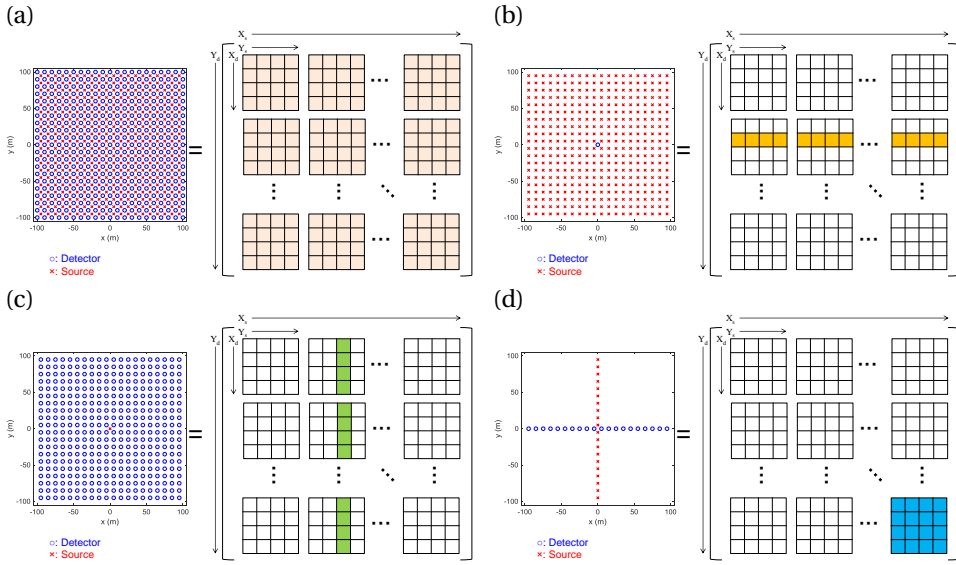 (a)
X_s
Y_s
Y_d
X_d
100
50
0
-50
-100
y (m)
-100
-50
0
50
100
x (m)
=
...
...
...
○: Detector
×: Source
(b)
X_s
Y_s
Y_d
X_d
100
50
0
-50
-100
y (m)
-100
-50
0
50
100
x (m)
=
...
...
...
○: Detector
×: Source
(c)
X_s
Y_s
Y_d
X_d
100
50
0
-50
-100
y (m)
-100
-50
0
50
100
x (m)
=
...
...
...
○: Detector
×: Source
(d)
X_s
Y_s
Y_d
X_d
100
50
0
-50
-100
y (m)
-100
-50
0
50
100
x (m)
=
...
...
...
○: Detector
×: Source